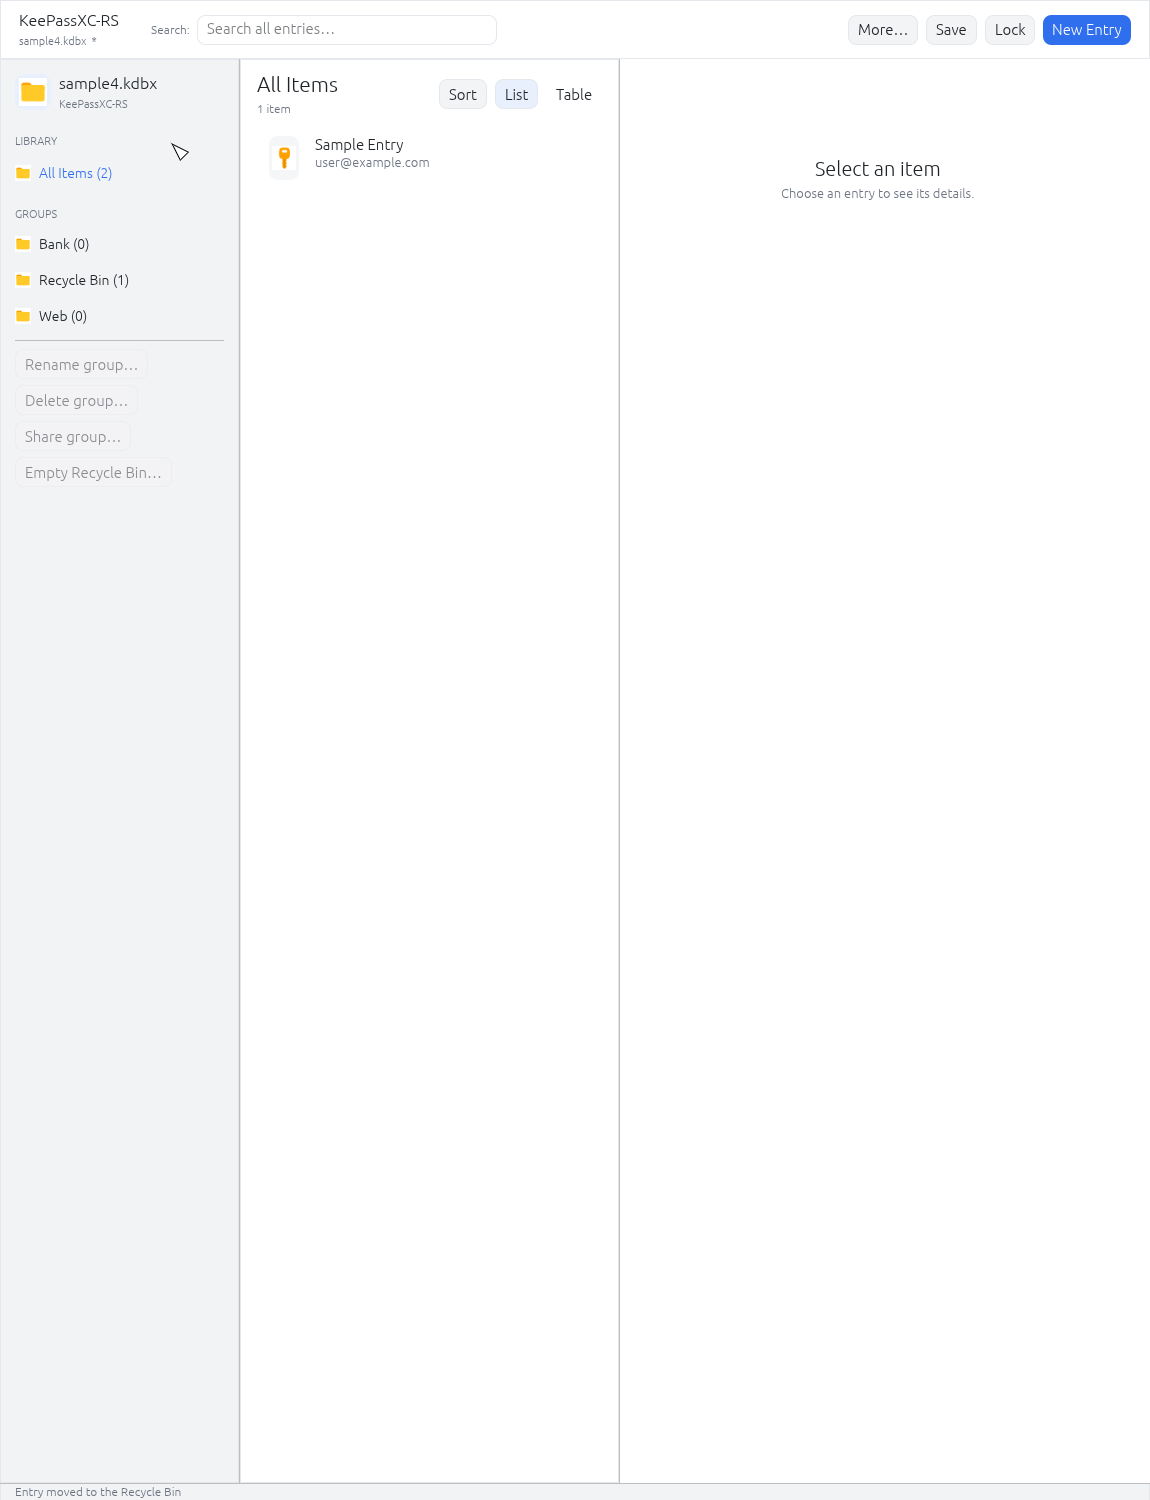 KeePassXC-RS
sample4.kdbx *
Search:
Search all entries...
More...
Save
Lock
New Entry
sample4.kdbx
KeePassXC-RS
LIBRARY
All Items (2)
GROUPS
Bank (0)
Recycle Bin (1)
Web (0)
Rename group...
Delete group...
Share group...
Empty Recycle Bin...
All Items
1 item
Sort
List
Table
Sample Entry
user@example.com
Select an item
Choose an entry to see its details.
Entry moved to the Recycle Bin